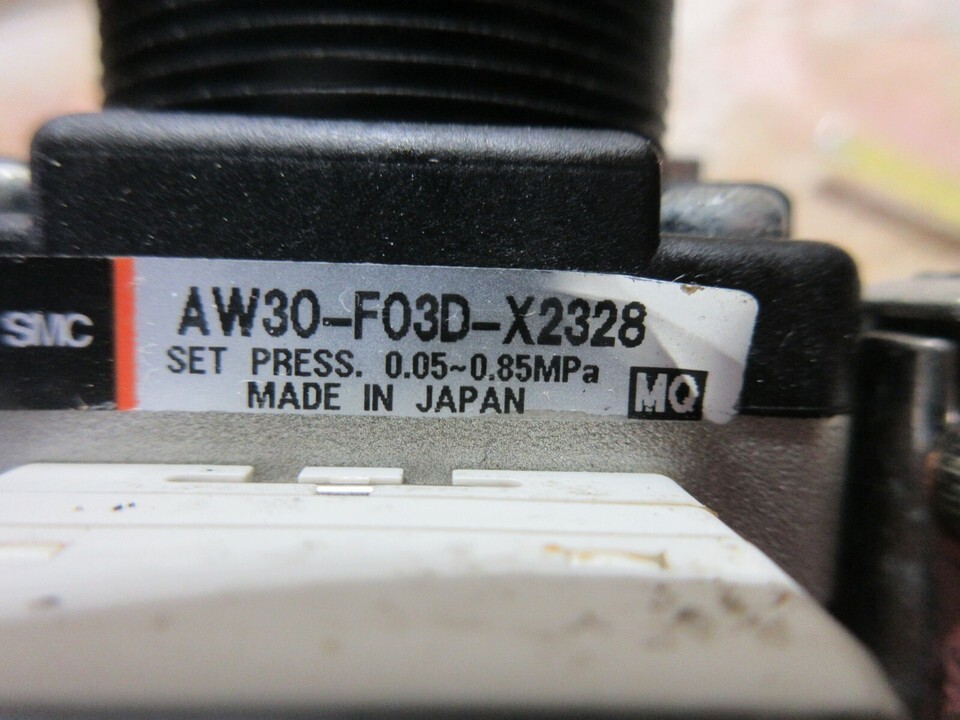 SMC
AW30-F03D-X2328
SET PRESS. 0.05~0.85MPa
MADE IN JAPAN
MQ